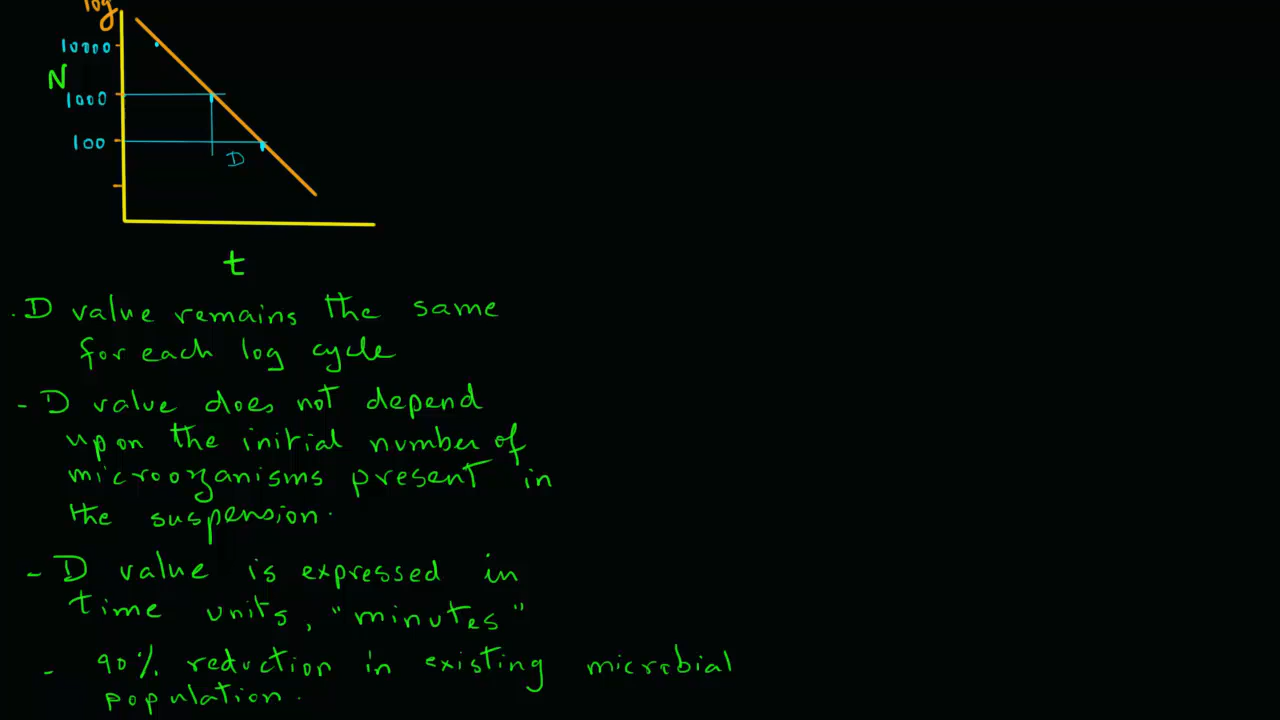 log
10000
N
1000
100
D
t
. D value remains the same
for each log cycle
- D value does not depend
upon the initial number of
microorganisms present in
the suspension.
- D value is expressed in
time units, "minutes"
- 90% reduction in existing microbial
population.